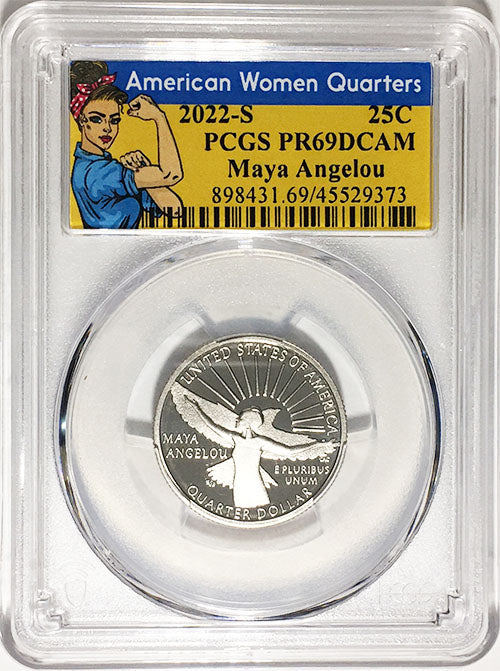 American Women Quarters
2022-S 25C
PCGS PR69DCAM
Maya Angelou
898431.69/45529373
UNITED STATES OF AMERICA
MAYA
ANGELOU
E PLURIBUS
UNUM
QUARTER DOLLAR